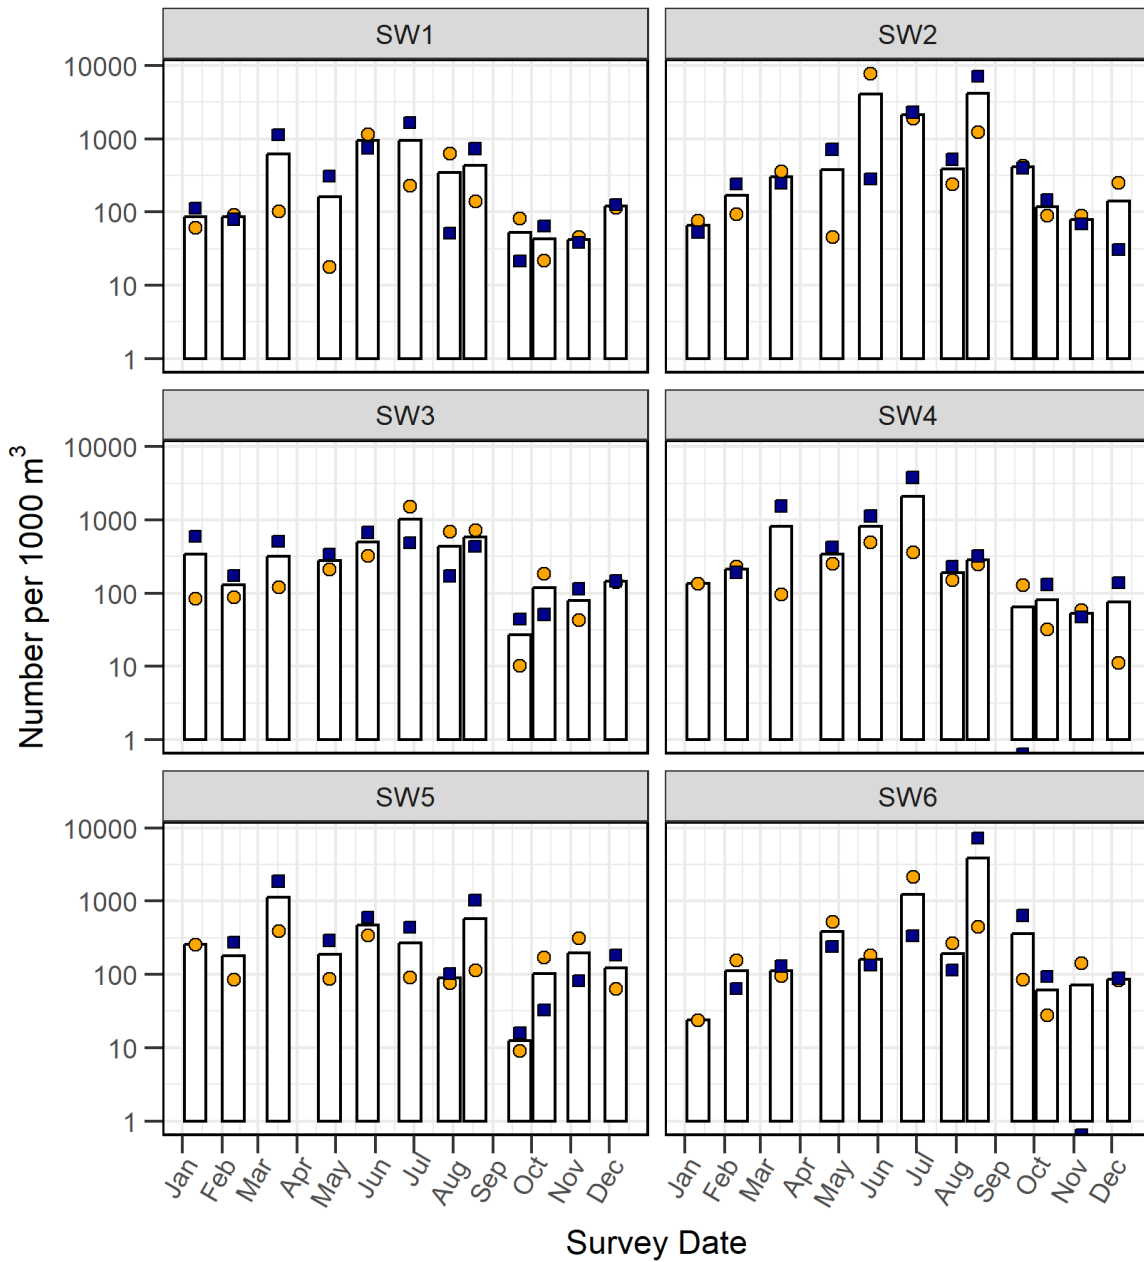 SW1 SW2
10000
1000
100
10
1
SW3 SW4
10000
1000
100
10
1
Number per 1000 m³
SW5 SW6
10000
1000
100
10
1
Jan Feb Mar Apr May Jun Jul Aug Sep Oct Nov Dec Jan Feb Mar Apr May Jun Jul Aug Sep Oct Nov Dec
Survey Date